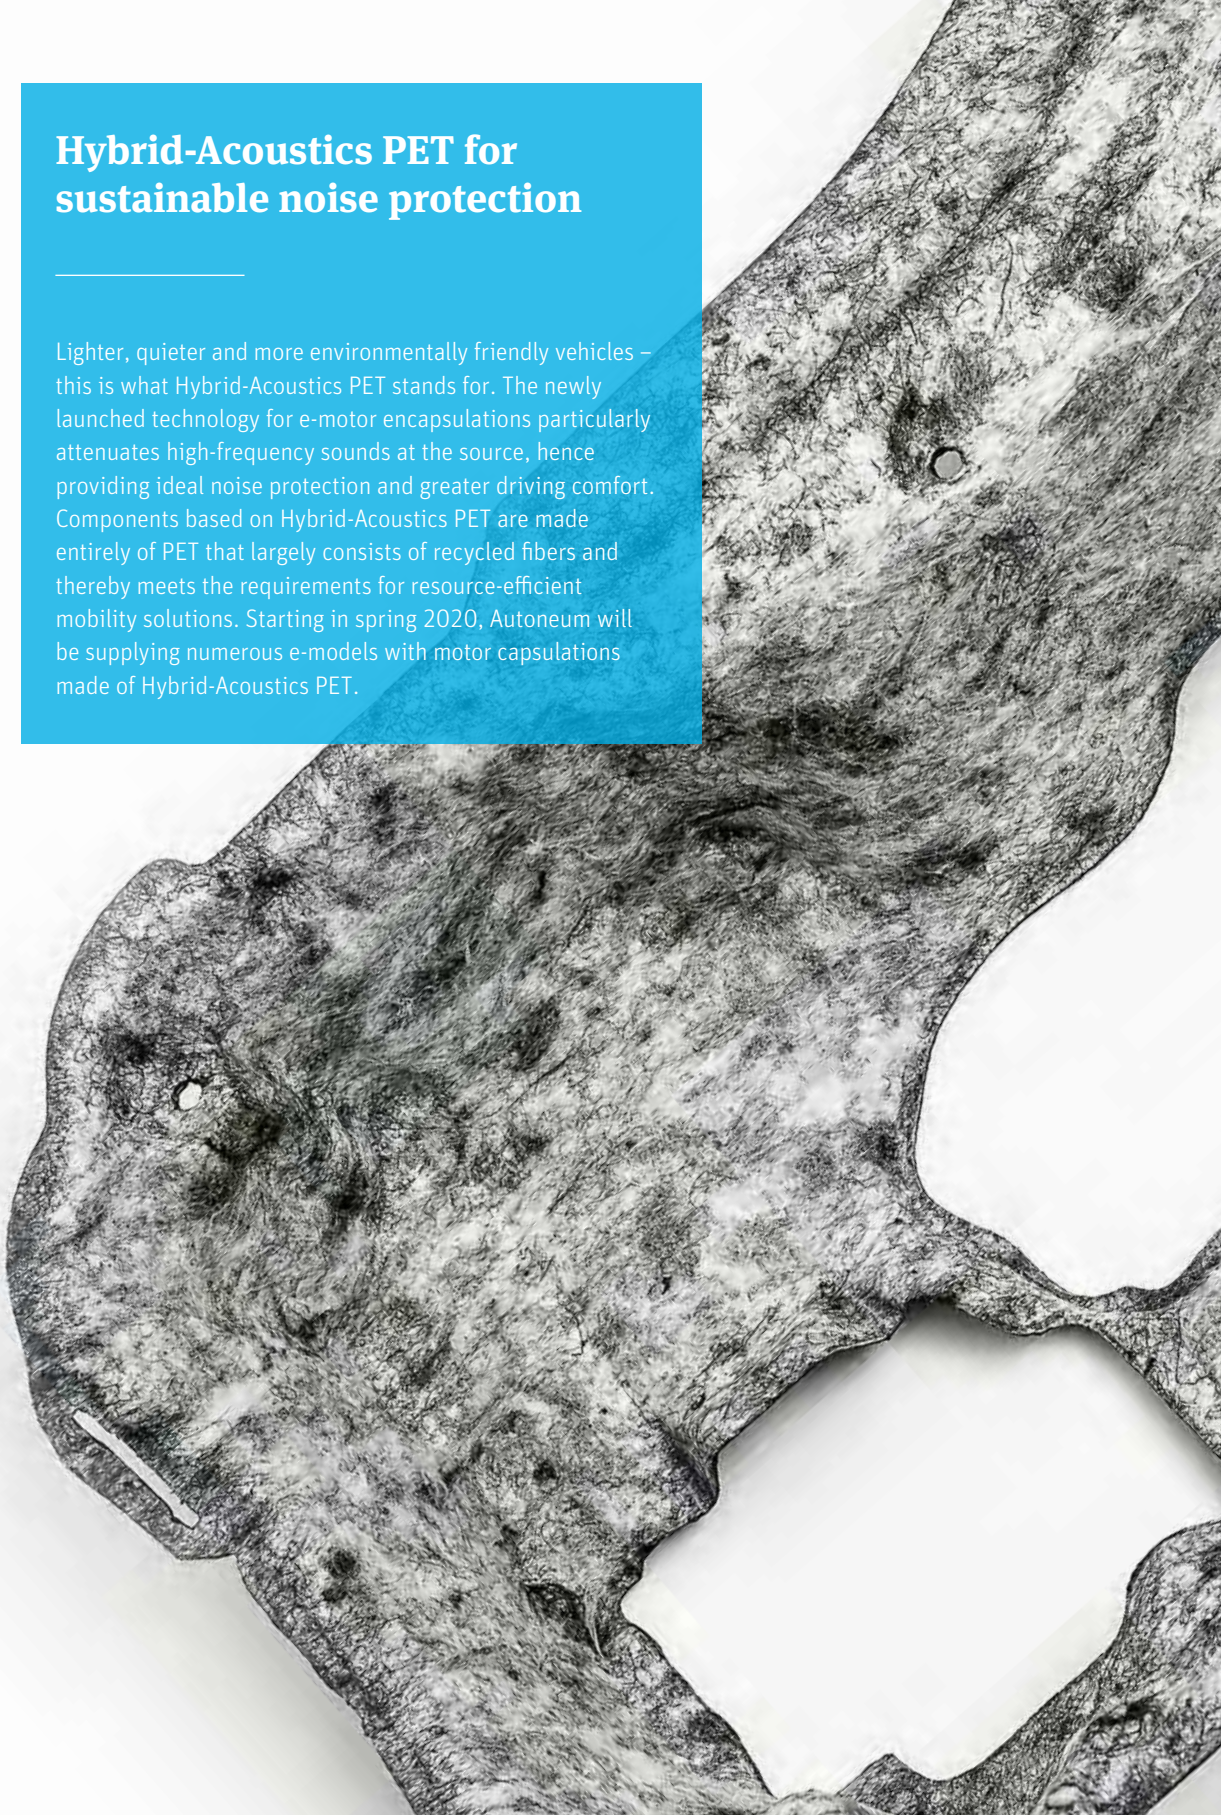 Hybrid-Acoustics PET for
sustainable noise protection
Lighter, quieter and more environmentally friendly vehicles –
this is what Hybrid-Acoustics PET stands for. The newly
launched technology for e-motor encapsulations particularly
attenuates high-frequency sounds at the source, hence
providing ideal noise protection and greater driving comfort.
Components based on Hybrid-Acoustics PET are made
entirely of PET that largely consists of recycled fibers and
thereby meets the requirements for resource-efficient
mobility solutions. Starting in spring 2020, Autoneum will
be supplying numerous e-models with motor capsulations
made of Hybrid-Acoustics PET.